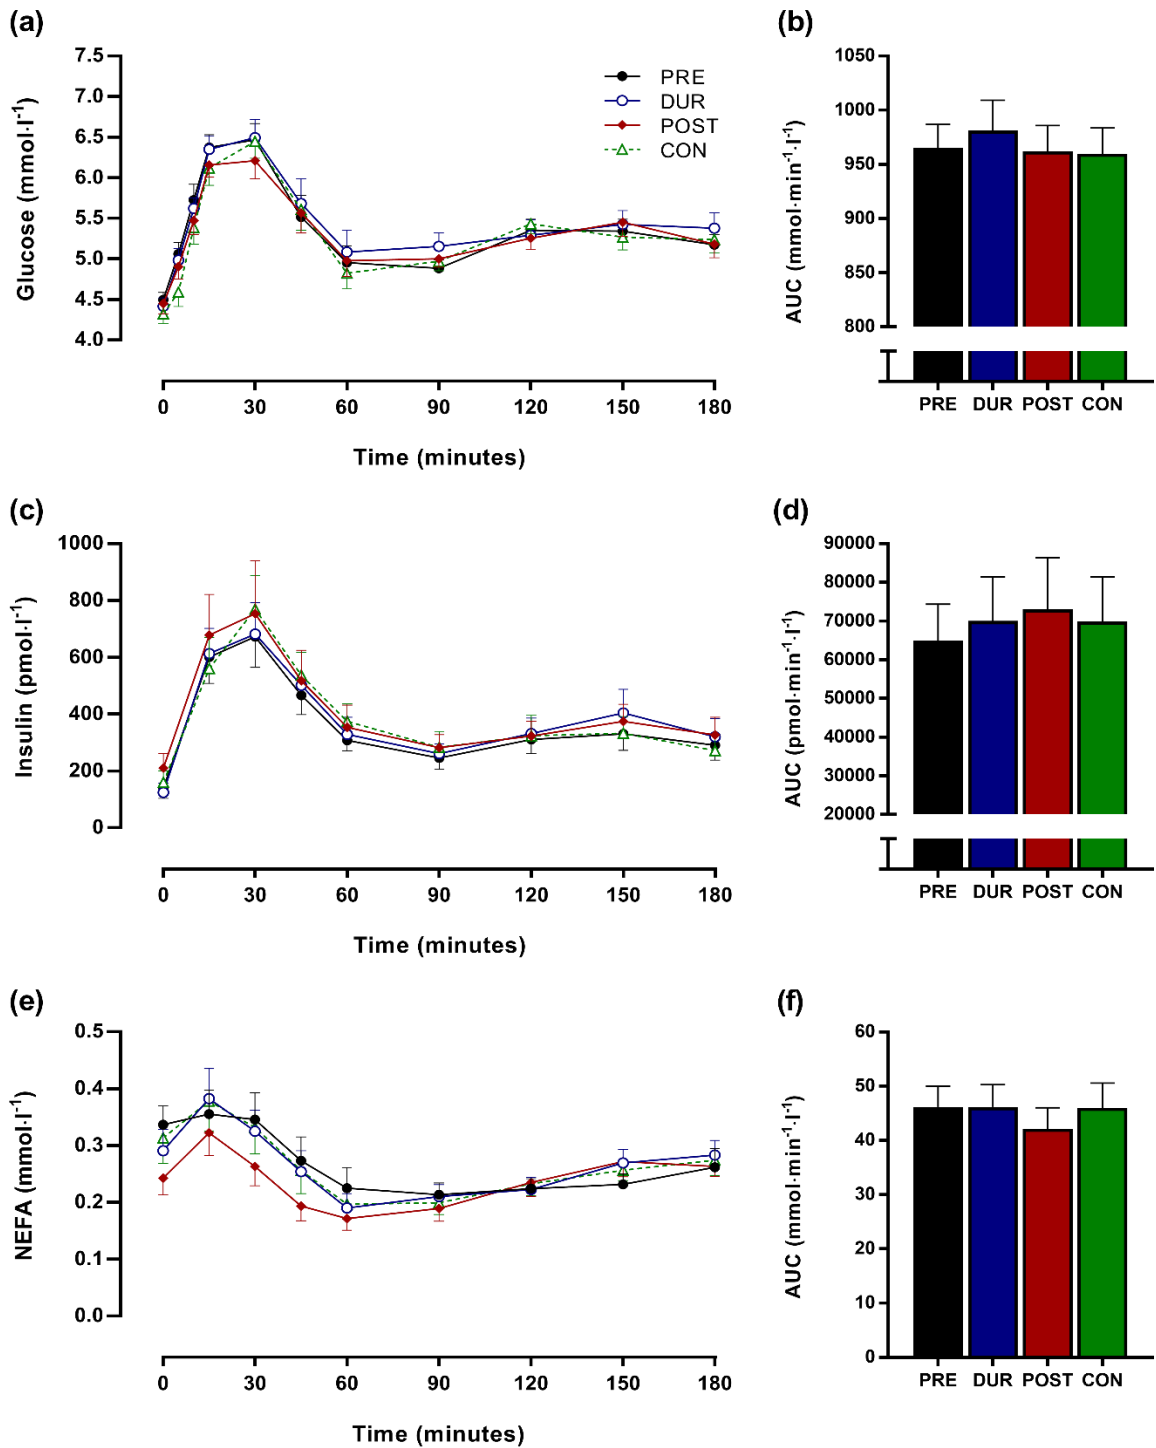 (a)
Glucose (mmol·l⁻¹)
7.5
7.0
6.5
6.0
5.5
5.0
4.5
4.0
PRE
DUR
POST
CON
0 30 60 90 120 150 180
Time (minutes)
(b)
AUC (mmol·min⁻¹·l⁻¹)
1050
1000
950
900
850
800
PRE DUR POST CON
(c)
Insulin (pmol·l⁻¹)
1000
800
600
400
200
0
0 30 60 90 120 150 180
Time (minutes)
(d)
AUC (pmol·min⁻¹·l⁻¹)
90000
80000
70000
60000
50000
40000
30000
20000
PRE DUR POST CON
(e)
NEFA (mmol·l⁻¹)
0.5
0.4
0.3
0.2
0.1
0.0
0 30 60 90 120 150 180
Time (minutes)
(f)
AUC (mmol·min⁻¹·l⁻¹)
60
50
40
30
20
10
0
PRE DUR POST CON